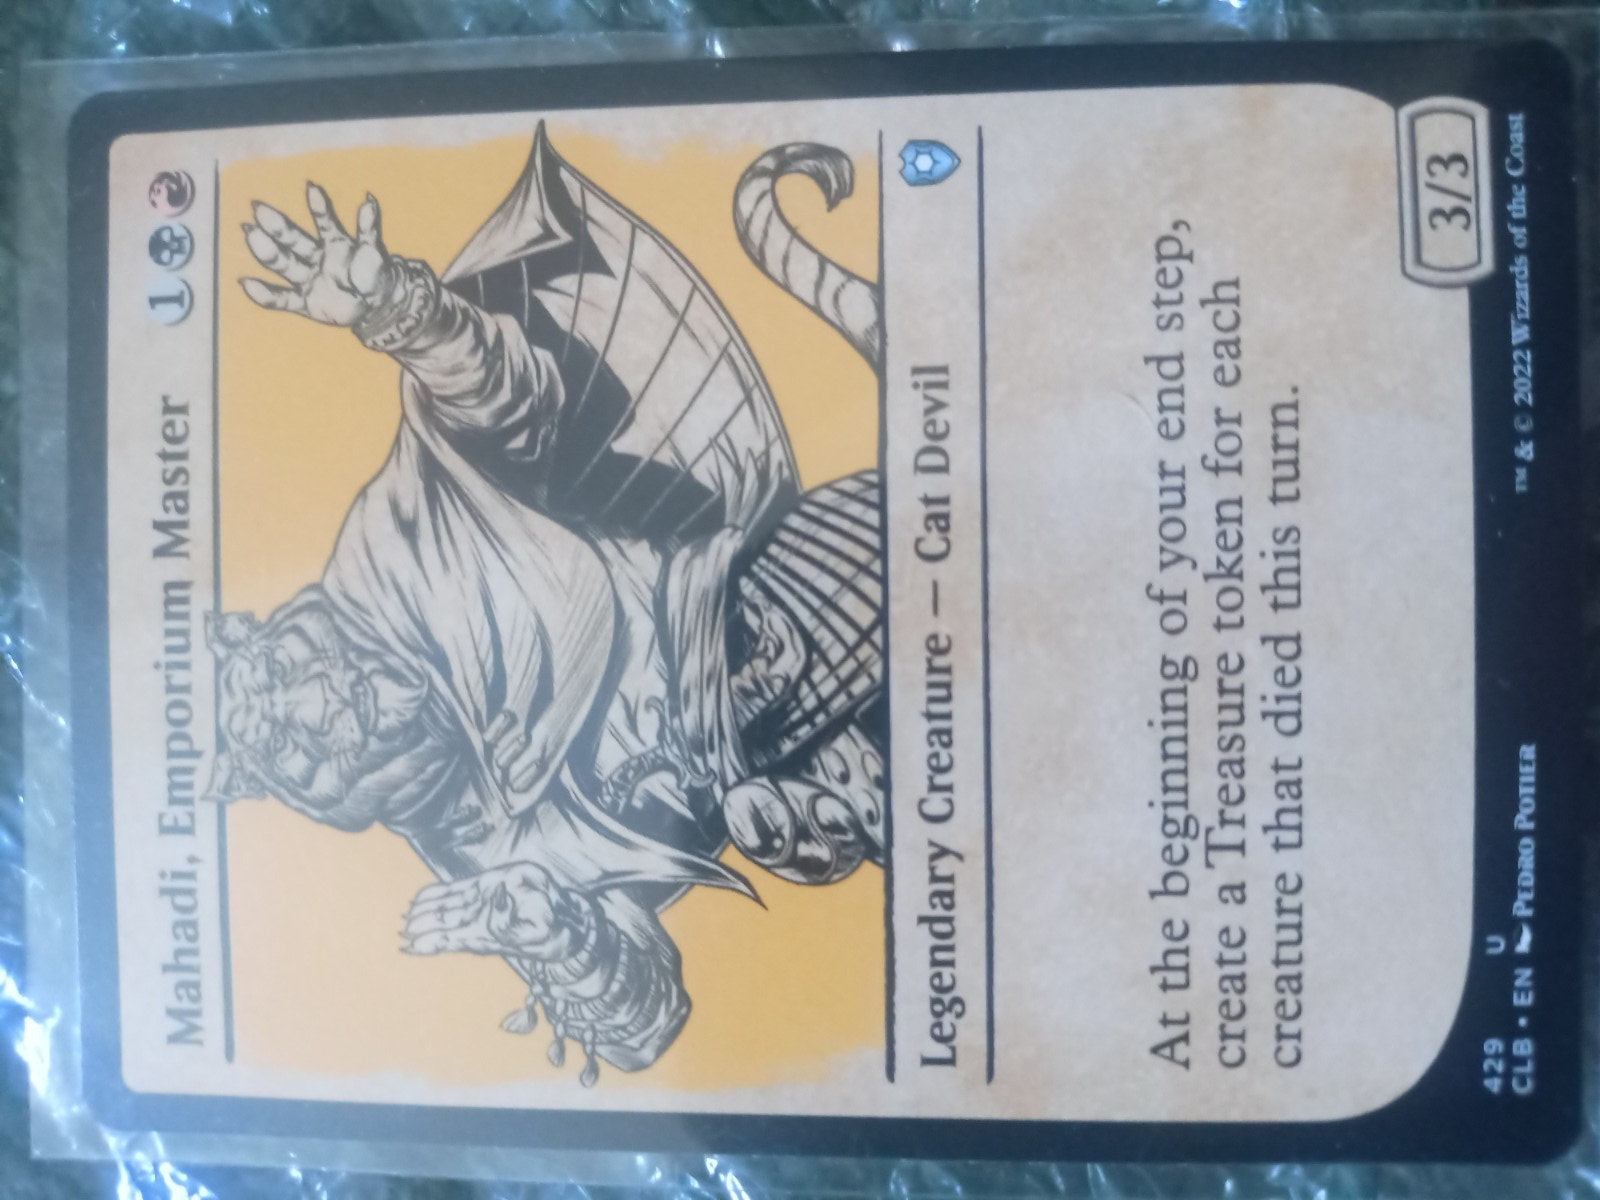 Mahadi, Emporium Master 1
Legendary Creature — Cat Devil
At the beginning of your end step,
create a Treasure token for each
creature that died this turn.
3/3
429 U
CLB • EN PEDRO POTIER
™ & © 2022 Wizards of the Coast